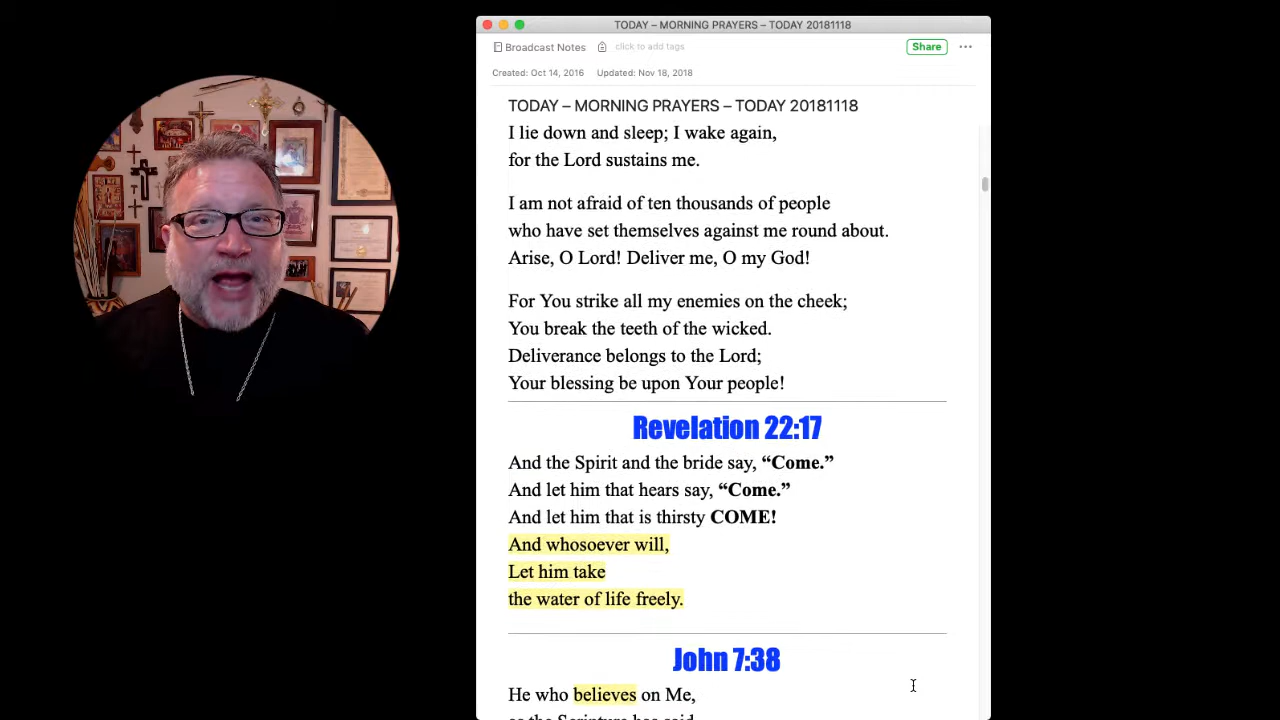 TODAY – MORNING PRAYERS – TODAY 20181118
Broadcast Notes
click to add tags
Share
Created: Oct 14, 2016 Updated: Nov 18, 2018
TODAY – MORNING PRAYERS – TODAY 20181118
I lie down and sleep; I wake again,
for the Lord sustains me.
I am not afraid of ten thousands of people
who have set themselves against me round about.
Arise, O Lord! Deliver me, O my God!
For You strike all my enemies on the cheek;
You break the teeth of the wicked.
Deliverance belongs to the Lord;
Your blessing be upon Your people!
Revelation 22:17
And the Spirit and the bride say, “Come.”
And let him that hears say, “Come.”
And let him that is thirsty COME!
And whosoever will,
Let him take
the water of life freely.
John 7:38
He who believes on Me,
as the Scripture has said